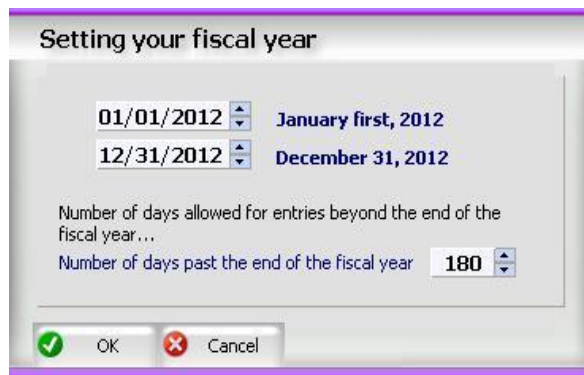 Setting your fiscal year
01/01/2012 January first, 2012
12/31/2012 December 31, 2012
Number of days allowed for entries beyond the end of the
fiscal year...
Number of days past the end of the fiscal year 180
OK Cancel